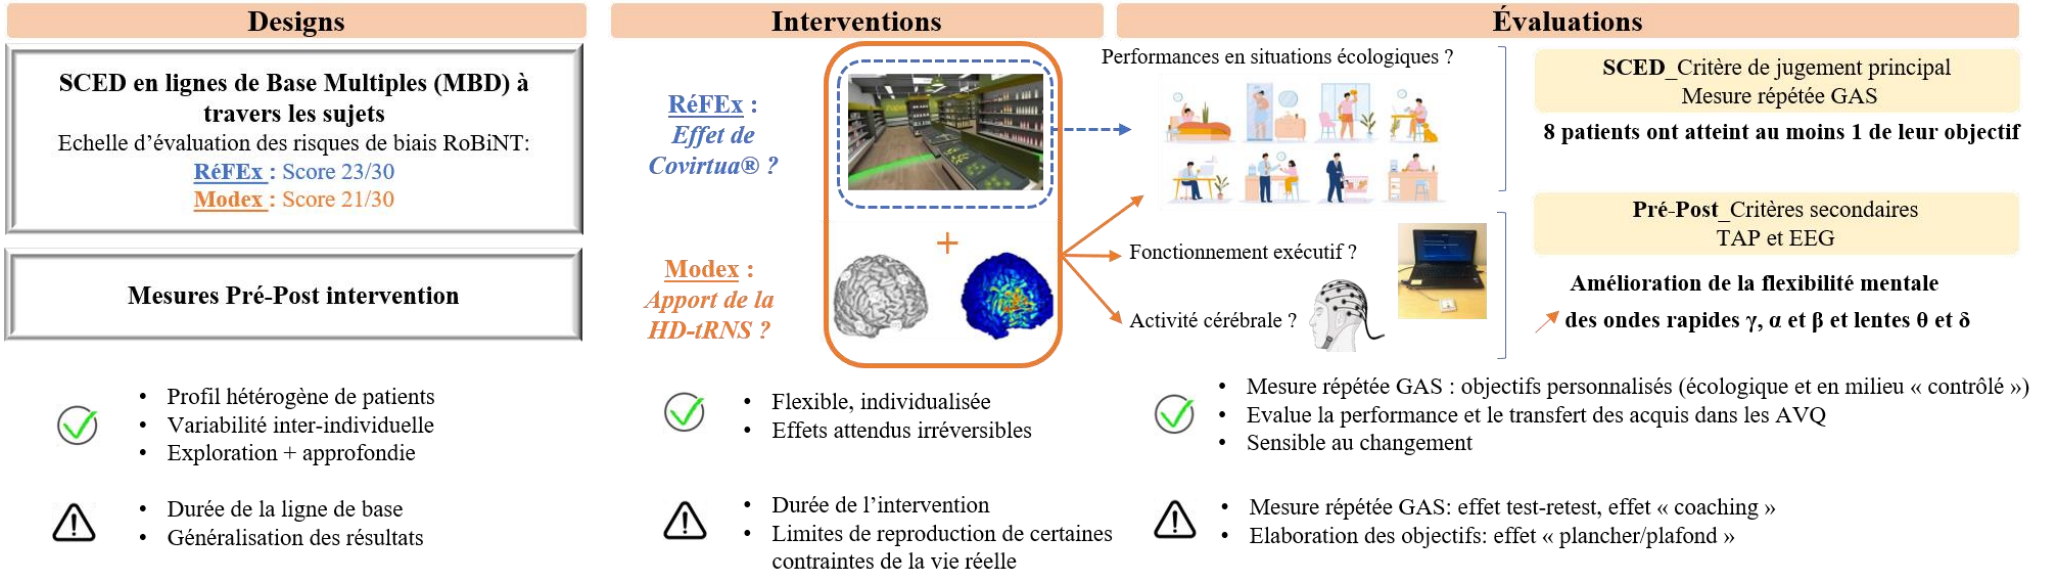 Designs
SCED en lignes de Base Multiples (MBD) à
travers les sujets
Echelle d'évaluation des risques de biais RoBiNT:
RéFEx : Score 23/30
Modex : Score 21/30
Mesures Pré-Post intervention
• Profil hétérogène de patients
• Variabilité inter-individuelle
• Exploration + approfondie
• Durée de la ligne de base
• Généralisation des résultats
Interventions
RéFEx :
Effet de
Covirtua® ?
Modex :
Apport de la
HD-tRNS ?
+
• Flexible, individualisée
• Effets attendus irréversibles
• Durée de l'intervention
• Limites de reproduction de certaines
contraintes de la vie réelle
Évaluations
Performances en situations écologiques ?
Fonctionnement exécutif ?
Activité cérébrale ?
SCED_Critère de jugement principal
Mesure répétée GAS
8 patients ont atteint au moins 1 de leur objectif
Pré-Post_Critères secondaires
TAP et EEG
Amélioration de la flexibilité mentale
des ondes rapides γ, α et β et lentes θ et δ
• Mesure répétée GAS : objectifs personnalisés (écologique et en milieu « contrôlé »)
• Evalue la performance et le transfert des acquis dans les AVQ
• Sensible au changement
• Mesure répétée GAS: effet test-retest, effet « coaching »
• Elaboration des objectifs: effet « plancher/plafond »